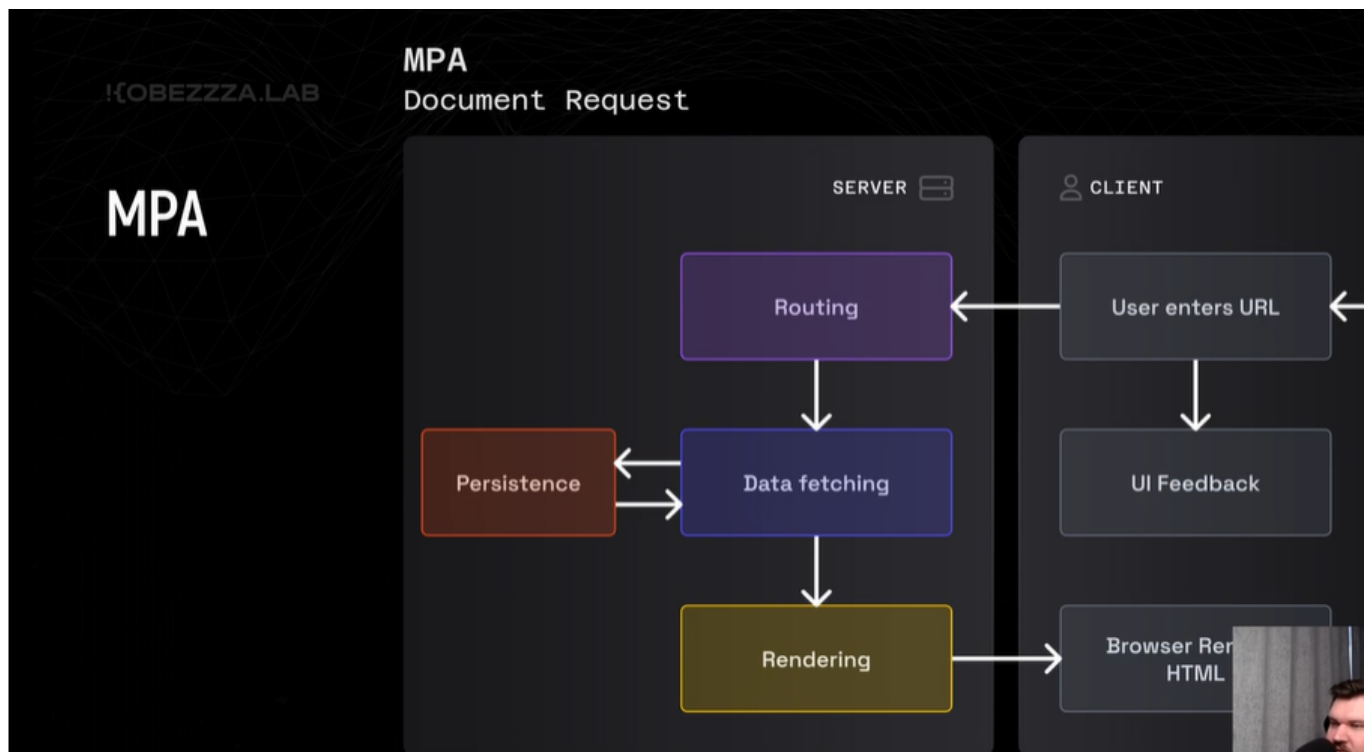 MPA
Document Request
!{OBEZZZA.LAB
MPA
SERVER
CLIENT
Routing
User enters URL
Persistence
Data fetching
UI Feedback
Rendering
Browser
HTML